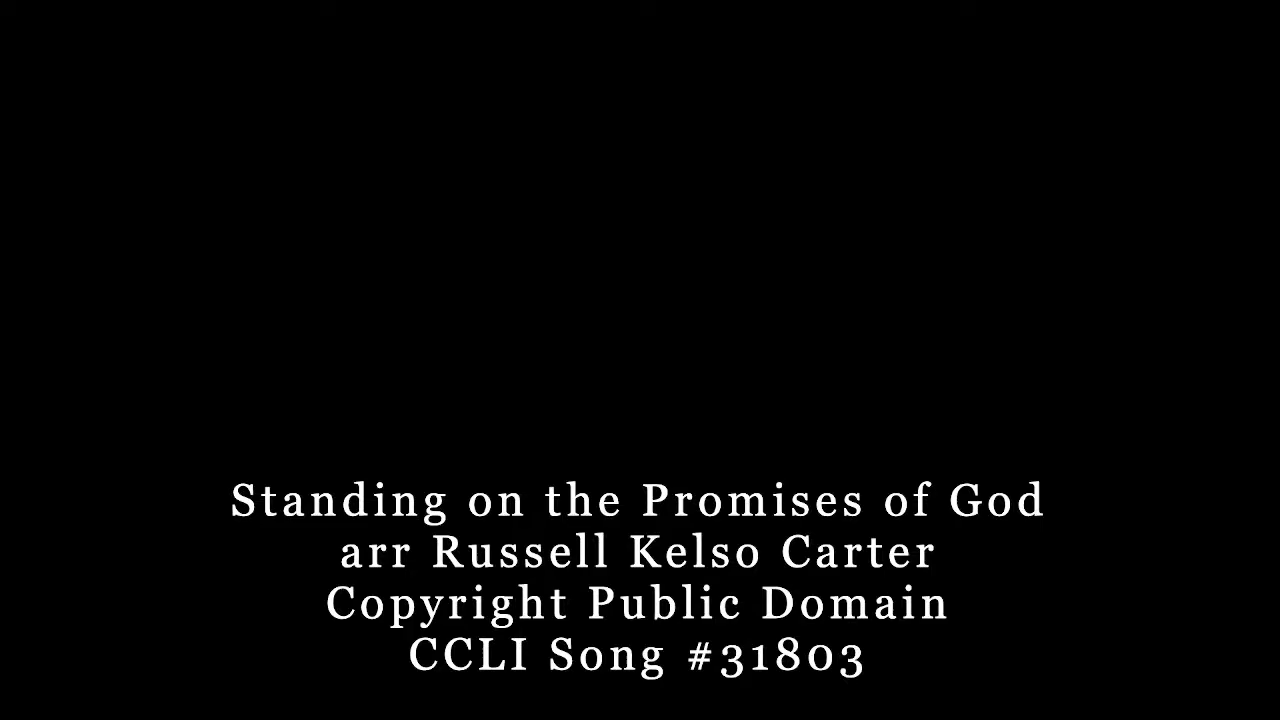 Standing on the Promises of God
arr Russell Kelso Carter
Copyright Public Domain
CCLI Song #31803